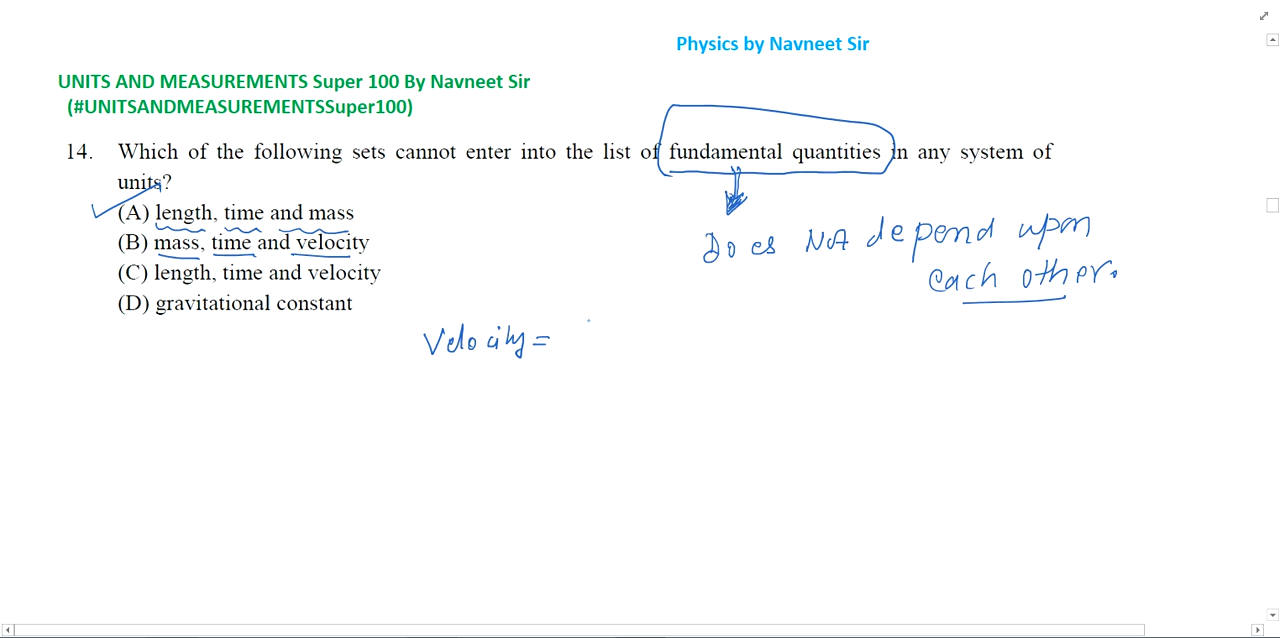 Physics by Navneet Sir
UNITS AND MEASUREMENTS Super 100 By Navneet Sir
(#UNITSANDMEASUREMENTSSuper100)
14. Which of the following sets cannot enter into the list of fundamental quantities in any system of
units?
(A) length, time and mass
(B) mass, time and velocity
(C) length, time and velocity
(D) gravitational constant
Does Not depend upon
each other.
Velocity =